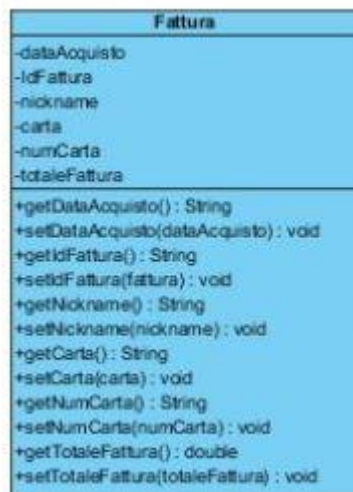 Fattura
-dataAcquisto
-IdFattura
-nickname
-carta
-numCarta
-totaleFattura
+getDataAcquisto() : String
+setDataAcquisto(dataAcquisto) : void
+getIdFattura() : String
+setIdFattura(fattura) : void
+getNickname() : String
+setNickname(nickname) : void
+getCarta() : String
+setCarta(carta) : void
+getNumCarta() : String
+setNumCarta(numCarta) : void
+getTotaleFattura() : double
+setTotaleFattura(totaleFattura) : void